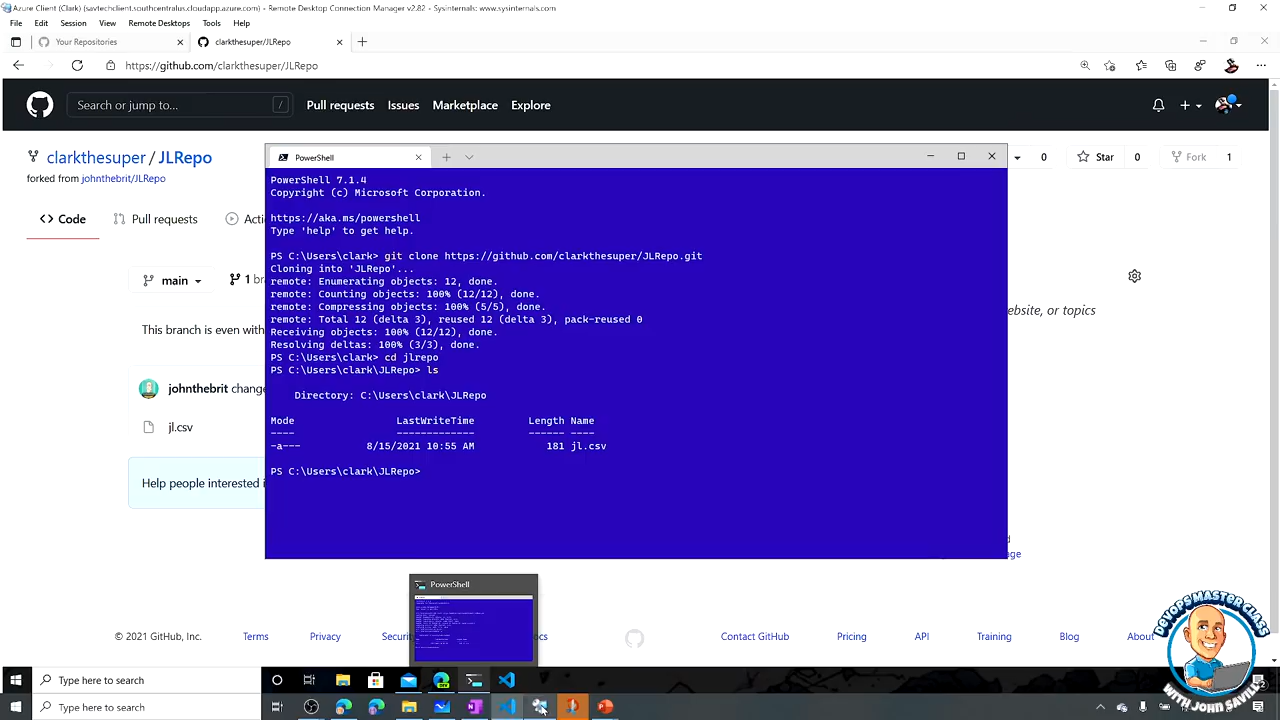 Azure Client (Clark) (savtechclient.southcentralus.cloudapp.azure.com) - Remote Desktop Connection Manager v2.82 - Sysinternals: www.sysinternals.com
File Edit Session View Remote Desktops Tools Help
Your Repositories clarkthesuper/JLRepo
https://github.com/clarkthesuper/JLRepo
Search or jump to... / Pull requests Issues Marketplace Explore
clarkthesuper / JLRepo
0 Star 0 Fork 1
forked from johnthebrit/JLRepo
Code Pull requests Acti
main 1 br
This branch is even with
ebsite, or topics
johnthebrit change
jl.csv
Help people interested i
PowerShell
PowerShell 7.1.4
Copyright (c) Microsoft Corporation.
https://aka.ms/powershell
Type 'help' to get help.
PS C:\Users\clark> git clone https://github.com/clarkthesuper/JLRepo.git
Cloning into 'JLRepo'...
remote: Enumerating objects: 12, done.
remote: Counting objects: 100% (12/12), done.
remote: Compressing objects: 100% (5/5), done.
remote: Total 12 (delta 3), reused 12 (delta 3), pack-reused 0
Receiving objects: 100% (12/12), done.
Resolving deltas: 100% (3/3), done.
PS C:\Users\clark> cd jlrepo
PS C:\Users\clark\JLRepo> ls
Directory: C:\Users\clark\JLRepo
Mode LastWriteTime Length Name
---- ------------- ------ ----
-a--- 8/15/2021 10:55 AM 181 jl.csv
PS C:\Users\clark\JLRepo>
PowerShell
Terms Privacy Securi ocs Contact GitHub Pricing API Training Blog
Type here to search
Type here to search